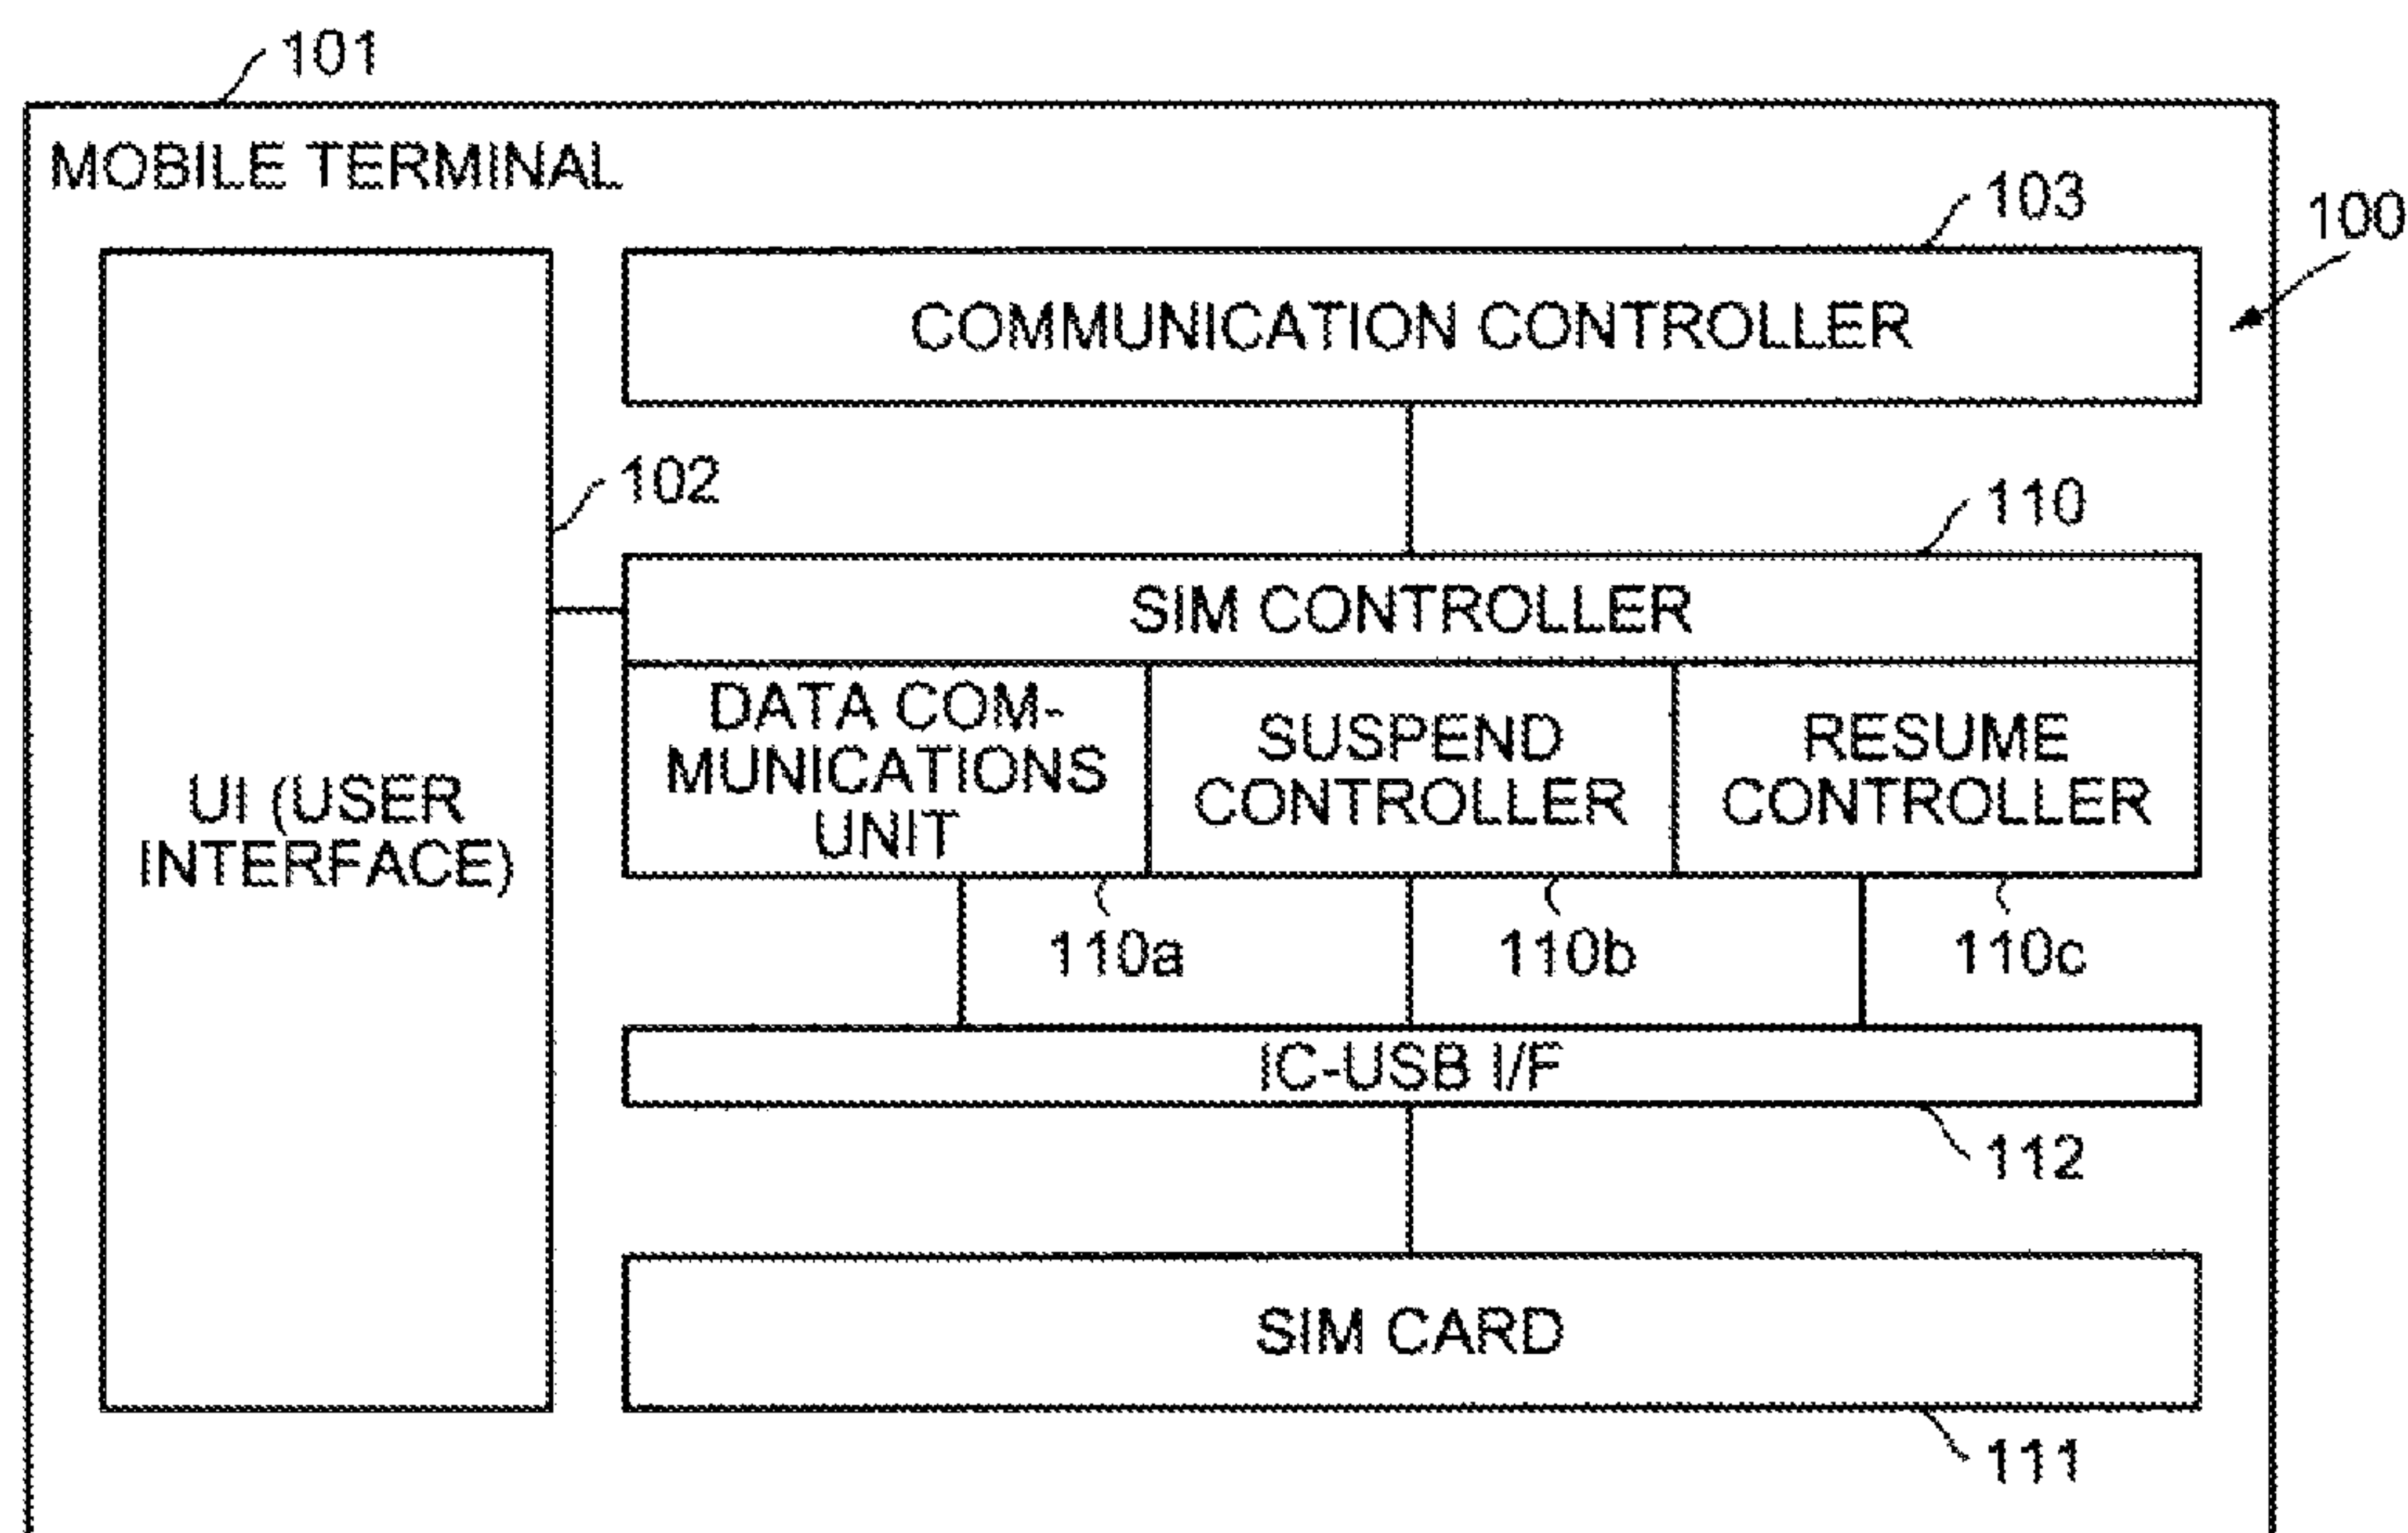 101
MOBILE TERMINAL
103
100
COMMUNICATION CONTROLLER
102
110
SIM CONTROLLER
DATA COM-
MUNICATIONS
UNIT
SUSPEND
CONTROLLER
RESUME
CONTROLLER
UI (USER
INTERFACE)
110a
110b
110c
IC-USB I/F
112
SIM CARD
111